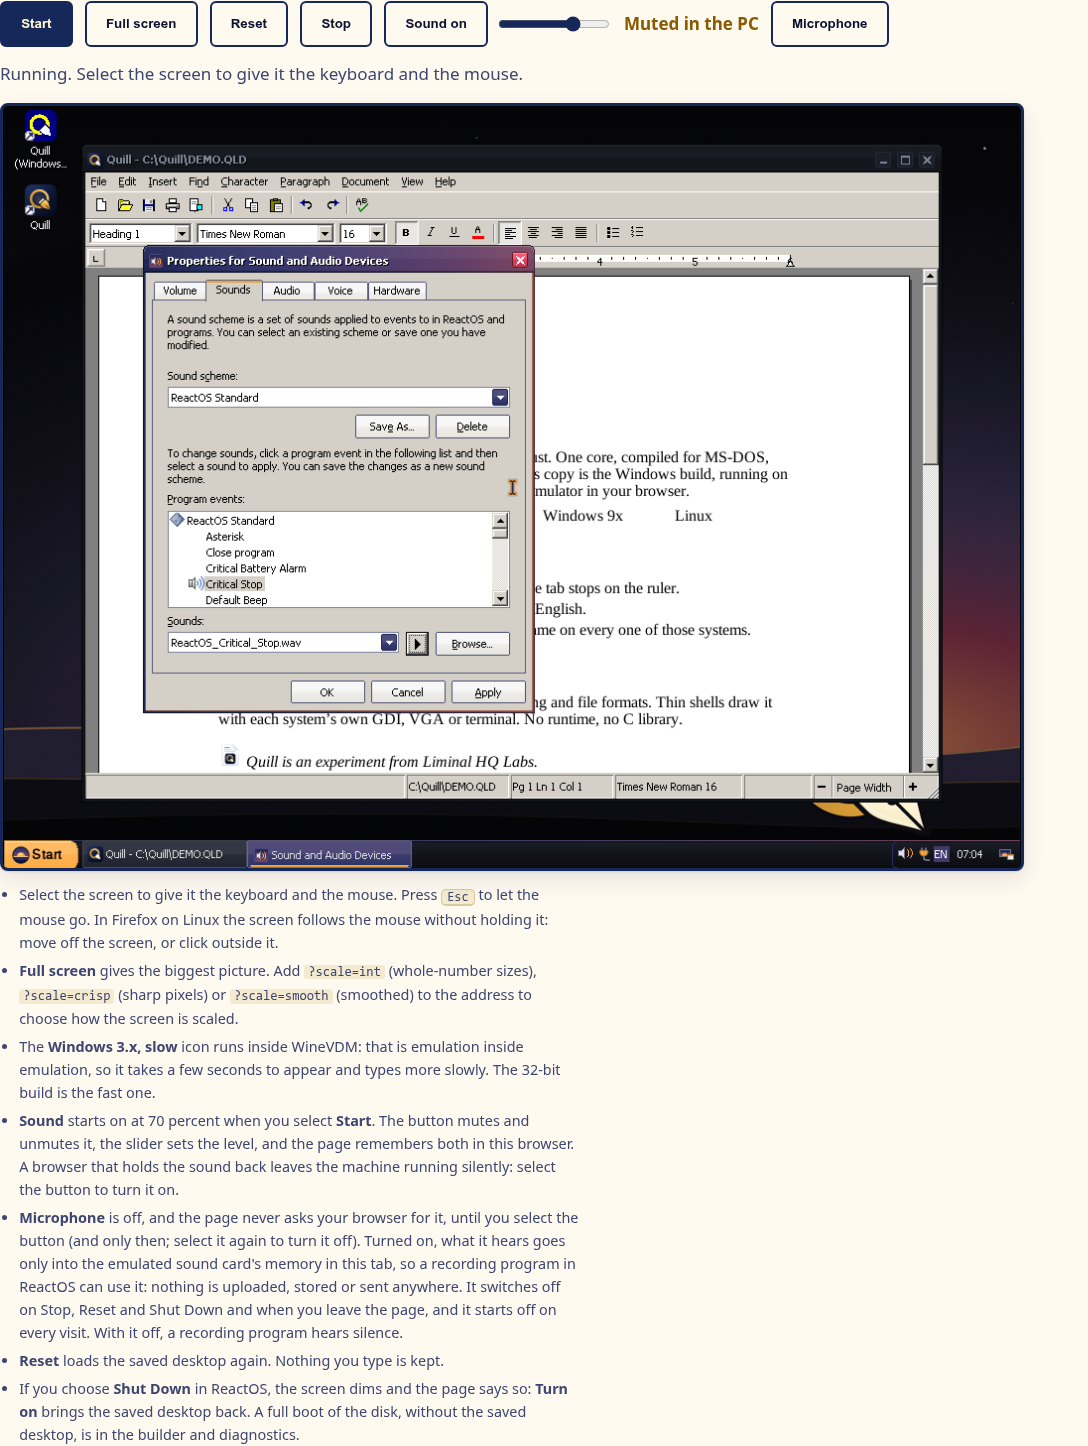 Start Full screen Reset Stop Sound on Muted in the PC Microphone
Running. Select the screen to give it the keyboard and the mouse.
Quill
(Windows...
Quill
Quill - C:\Quill\DEMO.QLD
File Edit Insert Find Character Paragraph Document View Help
Heading 1 Times New Roman 16 B I U A
L 4 5
Properties for Sound and Audio Devices
Volume Sounds Audio Voice Hardware
A sound scheme is a set of sounds applied to events to in ReactOS and
programs. You can select an existing scheme or save one you have
modified.
Sound scheme:
ReactOS Standard
Save As... Delete
To change sounds, click a program event in the following list and then
select a sound to apply. You can save the changes as a new sound
scheme.
Program events:
ReactOS Standard
Asterisk
Close program
Critical Battery Alarm
Critical Stop
Default Beep
Sounds:
ReactOS_Critical_Stop.wav Browse...
OK Cancel Apply
ust. One core, compiled for MS-DOS,
s copy is the Windows build, running on
mulator in your browser.
Windows 9x Linux
e tab stops on the ruler.
English.
me on every one of those systems.
ng and file formats. Thin shells draw it
with each system's own GDI, VGA or terminal. No runtime, no C library.
Quill is an experiment from Liminal HQ Labs.
C:\Quill\DEMO.QLD Pg 1 Ln 1 Col 1 Times New Roman 16 − Page Width +
Start Quill - C:\Quill\DEMO.QLD Sound and Audio Devices EN 07:04
• Select the screen to give it the keyboard and the mouse. Press Esc to let the
mouse go. In Firefox on Linux the screen follows the mouse without holding it:
move off the screen, or click outside it.
• Full screen gives the biggest picture. Add ?scale=int (whole-number sizes),
?scale=crisp (sharp pixels) or ?scale=smooth (smoothed) to the address to
choose how the screen is scaled.
• The Windows 3.x, slow icon runs inside WineVDM: that is emulation inside
emulation, so it takes a few seconds to appear and types more slowly. The 32-bit
build is the fast one.
• Sound starts on at 70 percent when you select Start. The button mutes and
unmutes it, the slider sets the level, and the page remembers both in this browser.
A browser that holds the sound back leaves the machine running silently: select
the button to turn it on.
• Microphone is off, and the page never asks your browser for it, until you select the
button (and only then; select it again to turn it off). Turned on, what it hears goes
only into the emulated sound card's memory in this tab, so a recording program in
ReactOS can use it: nothing is uploaded, stored or sent anywhere. It switches off
on Stop, Reset and Shut Down and when you leave the page, and it starts off on
every visit. With it off, a recording program hears silence.
• Reset loads the saved desktop again. Nothing you type is kept.
• If you choose Shut Down in ReactOS, the screen dims and the page says so: Turn
on brings the saved desktop back. A full boot of the disk, without the saved
desktop, is in the builder and diagnostics.